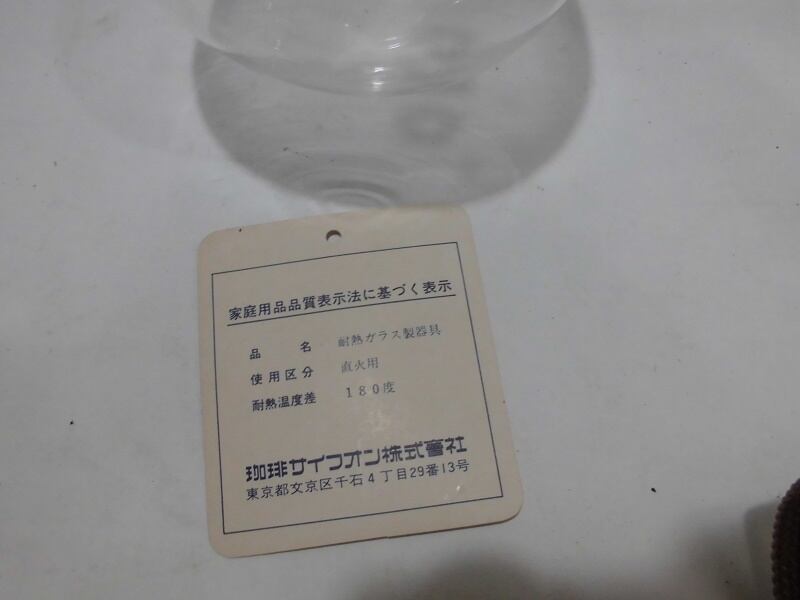 家庭用品品質表示法に基づく表示
品名 耐熱ガラス製器具
使用区分 直火用
耐熱温度差 180度
珈琲サイフオン株式會社
東京都文京区千石4丁目29番13号